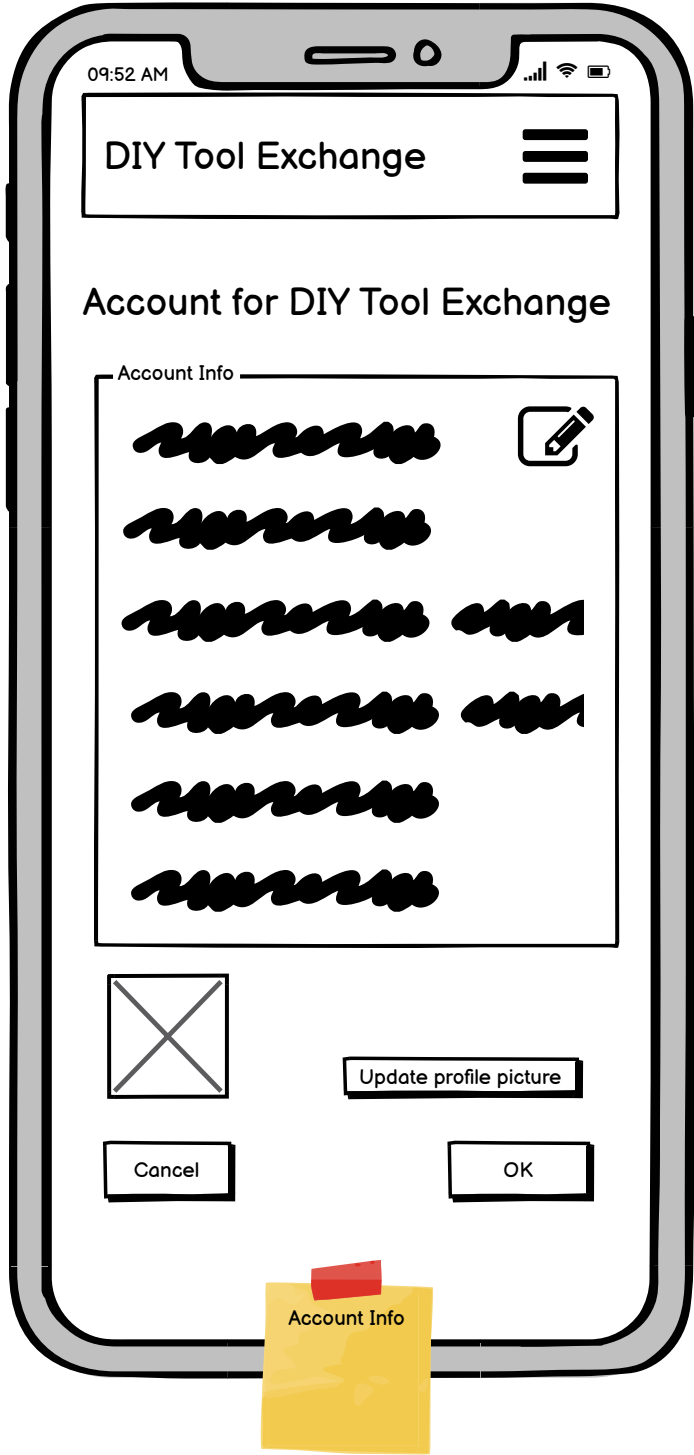 09:52 AM
DIY Tool Exchange
Account for DIY Tool Exchange
Account Info
Update profile picture
Cancel
OK
Account Info